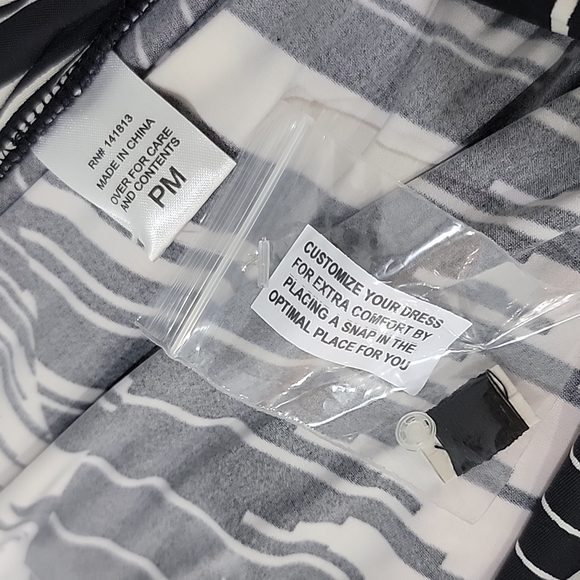 RN# 141813
MADE IN CHINA
OVER FOR CARE
AND CONTENTS
PM
CUSTOMIZE YOUR DRESS
FOR EXTRA COMFORT BY
PLACING A SNAP IN THE
OPTIMAL PLACE FOR YOU